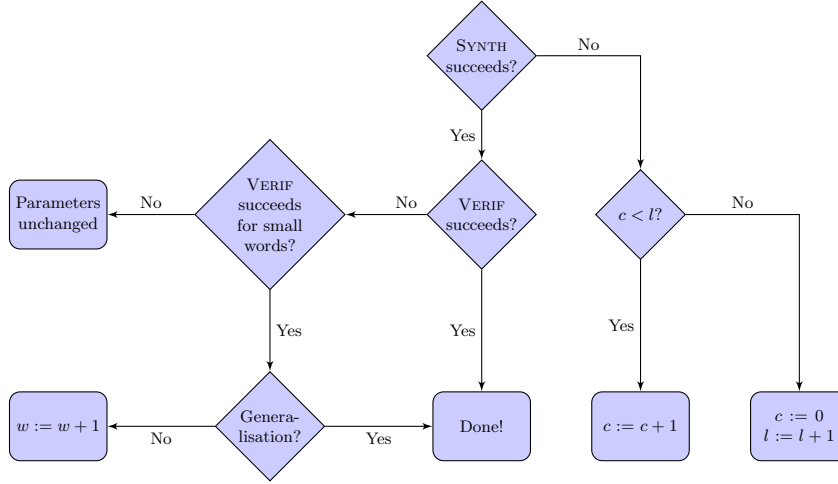 SYNTH
succeeds?
No
Yes
Parameters
unchanged
No
VERIF
succeeds
for small
words?
No
VERIF
succeeds?
c < l?
No
Yes
Yes
Yes
w := w + 1
No
Genera-
lisation?
Yes
Done!
c := c + 1
c := 0
l := l + 1